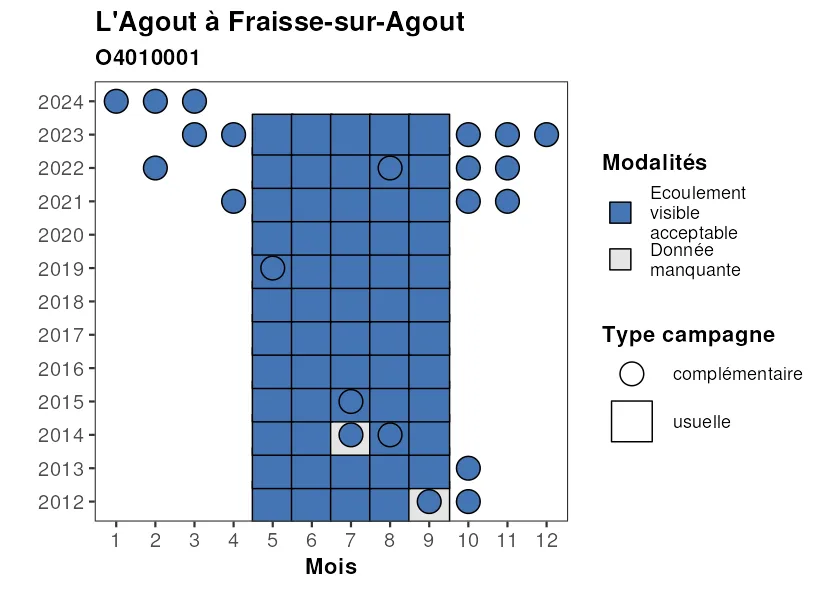 L'Agout à Fraisse-sur-Agout
O4010001
2024
2023
2022
2021
2020
2019
2018
2017
2016
2015
2014
2013
2012
1 2 3 4 5 6 7 8 9 10 11 12
Mois
Modalités
Ecoulement
visible
acceptable
Donnée
manquante
Type campagne
complémentaire
usuelle